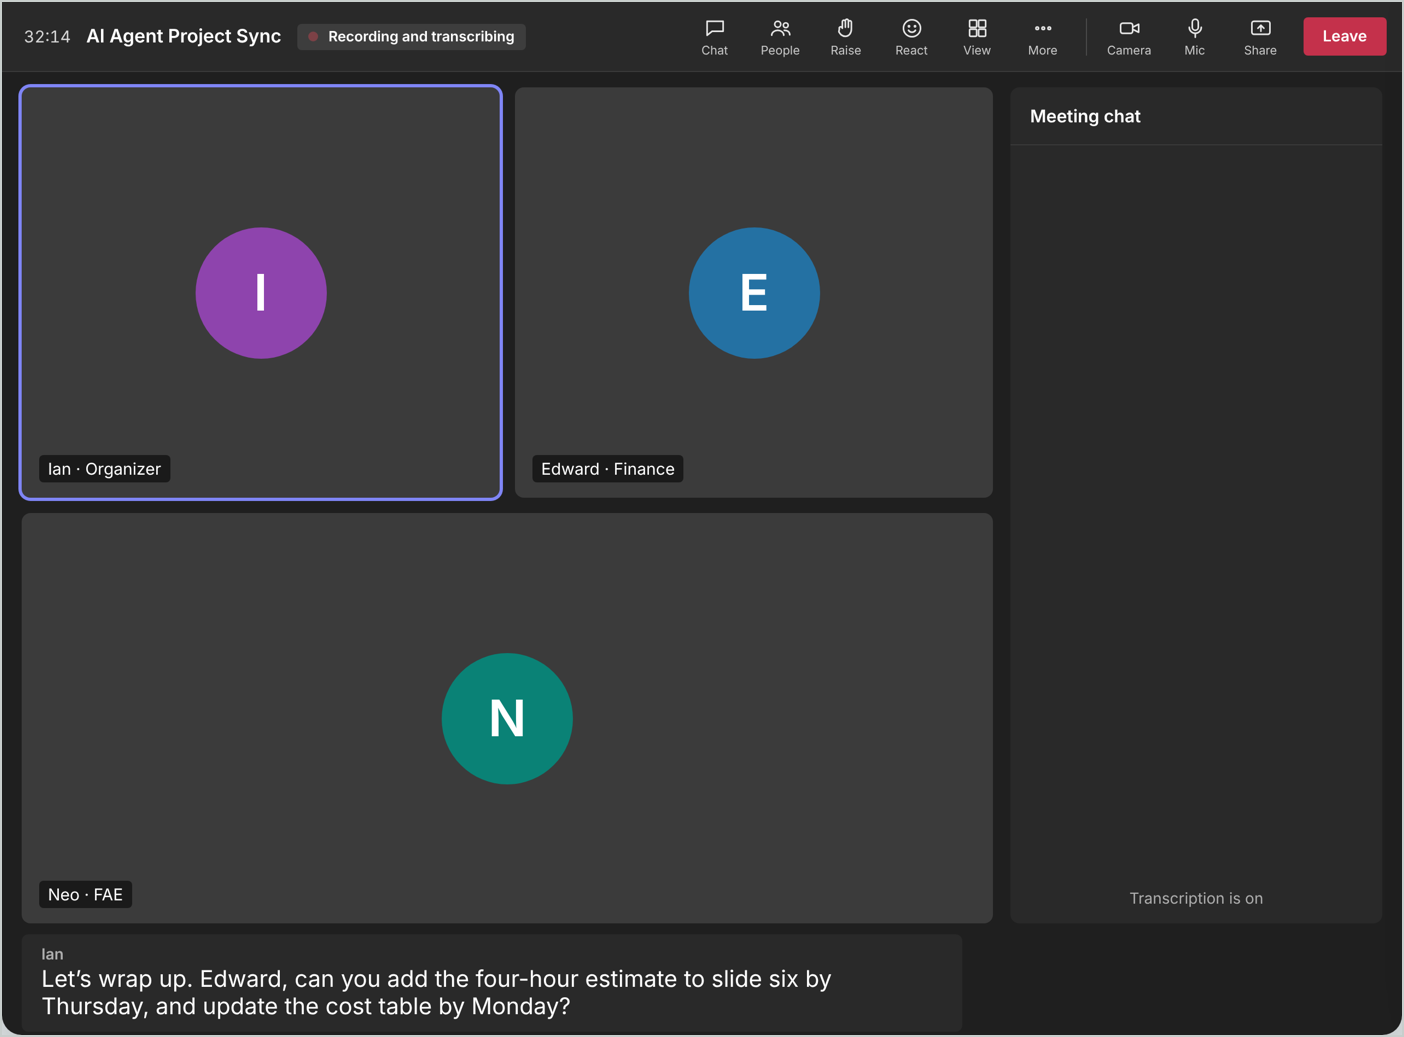 32:14 AI Agent Project Sync Recording and transcribing
Chat People Raise React View More Camera Mic Share Leave
I
Ian · Organizer
E
Edward · Finance
N
Neo · FAE
Meeting chat
Transcription is on
Ian
Let’s wrap up. Edward, can you add the four-hour estimate to slide six by
Thursday, and update the cost table by Monday?